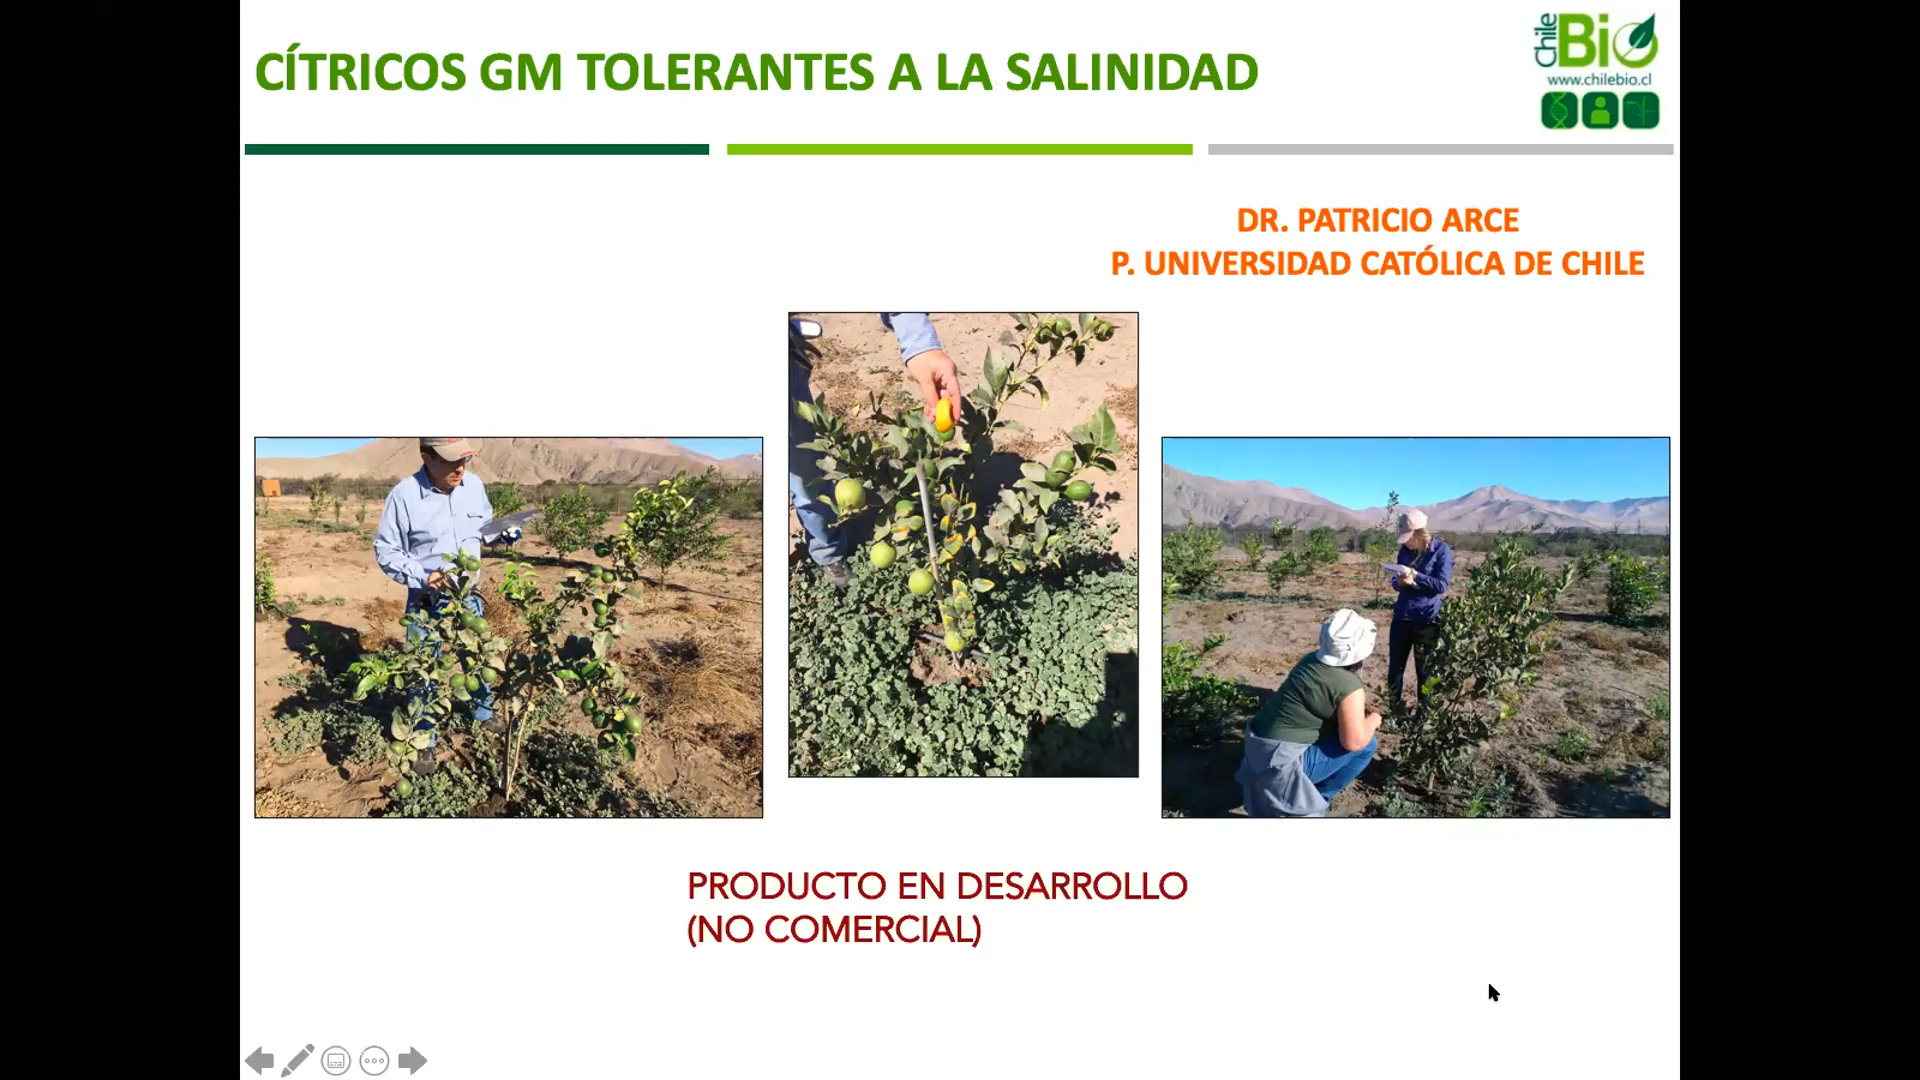 CÍTRICOS GM TOLERANTES A LA SALINIDAD
Chile
Bio
www.chilebio.cl
DR. PATRICIO ARCE
P. UNIVERSIDAD CATÓLICA DE CHILE
PRODUCTO EN DESARROLLO
(NO COMERCIAL)